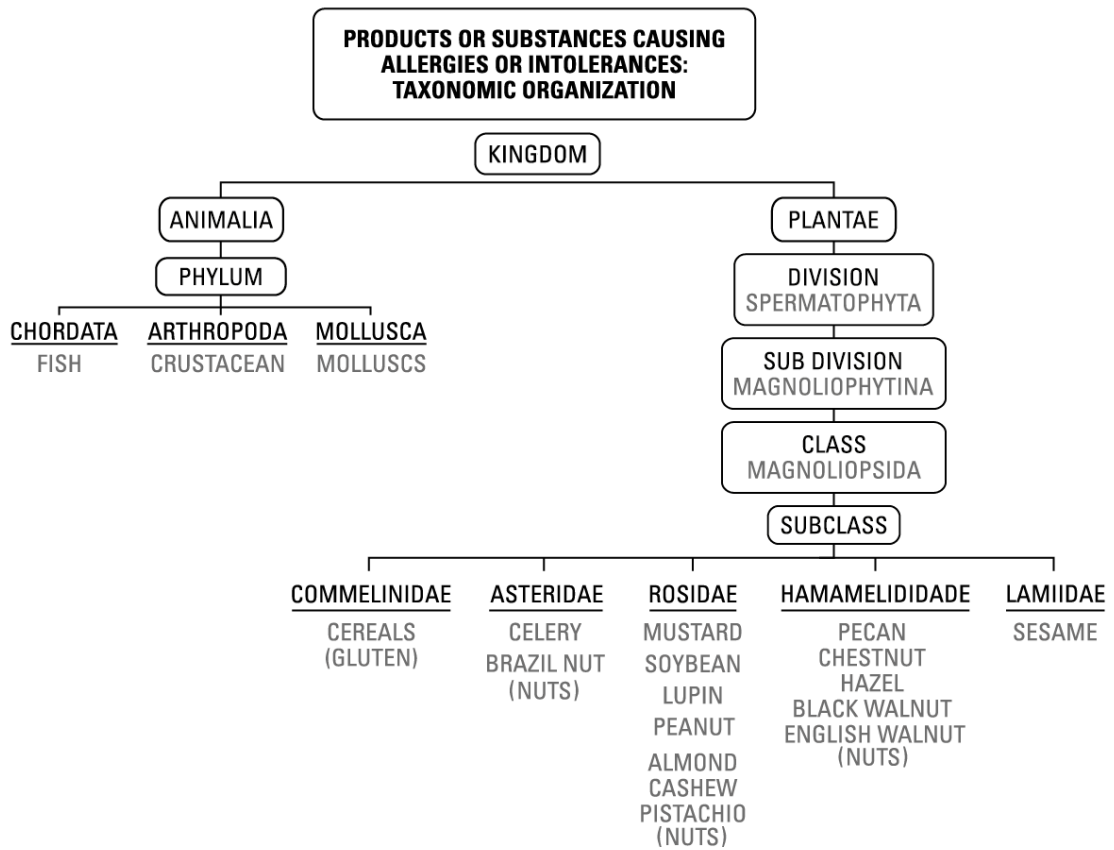 PRODUCTS OR SUBSTANCES CAUSING
ALLERGIES OR INTOLERANCES:
TAXONOMIC ORGANIZATION
KINGDOM
ANIMALIA
PHYLUM
CHORDATA
FISH
ARTHROPODA
CRUSTACEAN
MOLLUSCA
MOLLUSCS
PLANTAE
DIVISION
SPERMATOPHYTA
SUB DIVISION
MAGNOLIOPHYTINA
CLASS
MAGNOLIOPSIDA
SUBCLASS
COMMELINIDAE
CEREALS
(GLUTEN)
ASTERIDAE
CELERY
BRAZIL NUT
(NUTS)
ROSIDAE
MUSTARD
SOYBEAN
LUPIN
PEANUT
ALMOND
CASHEW
PISTACHIO
(NUTS)
HAMAMELIDIDADE
PECAN
CHESTNUT
HAZEL
BLACK WALNUT
ENGLISH WALNUT
(NUTS)
LAMIIDAE
SESAME